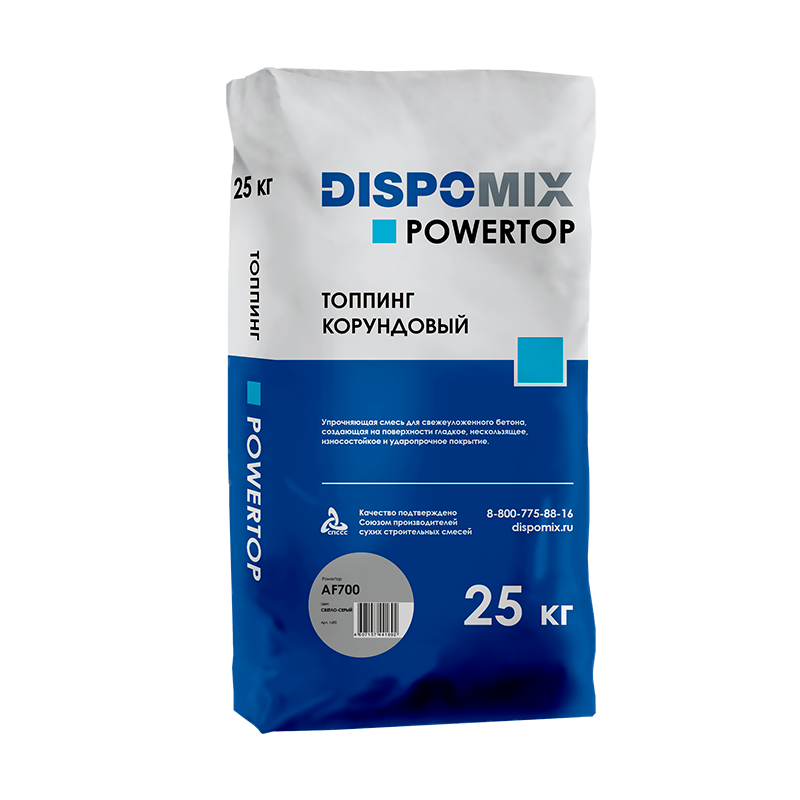 DISPOMIX
POWERTOP
ТОППИНГ
КОРУНДОВЫЙ
Упрочняющая смесь для свежеуложенного бетона,
создающая на поверхности гладкое, нескользящее,
износостойкое и ударопрочное покрытие.
спссс
Качество подтверждено
Союзом производителей
сухих строительных смесей
8-800-775-88-16
dispomix.ru
Powertop
AF700
Цвет:
СВЕТЛО-СЕРЫЙ
25 кг
25 кг
ТОППИНГ
POWERTOP